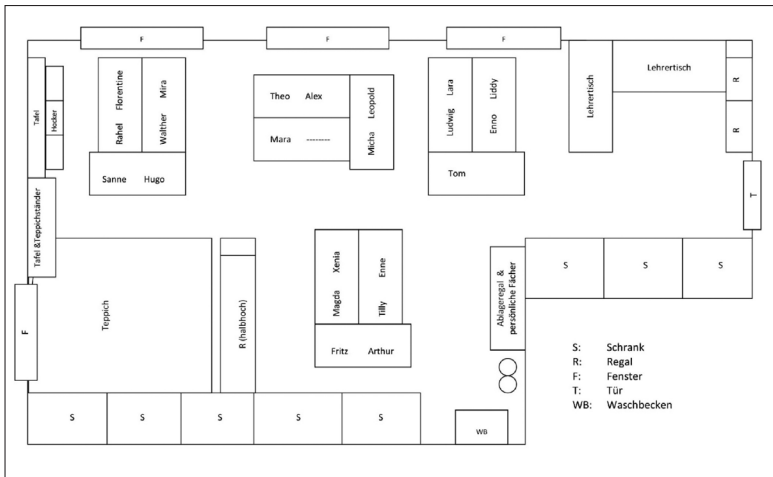 F
F
F
Tafel
Hocker
Rahel Florentine
Walther Mira
Sanne Hugo
Theo Alex
Mara --------
Micha Leopold
Ludwig Lara
Enno Liddy
Tom
Lehrertisch
Lehrertisch
R
R
T
Tafel &Teppichständer
F
Teppich
R (halbhoch)
Magda Xenia
Tilly Enne
Fritz Arthur
Ablageregal &
persönliche Fächer
S
S
S
S
S
S
S
S
WB
S: Schrank
R: Regal
F: Fenster
T: Tür
WB: Waschbecken